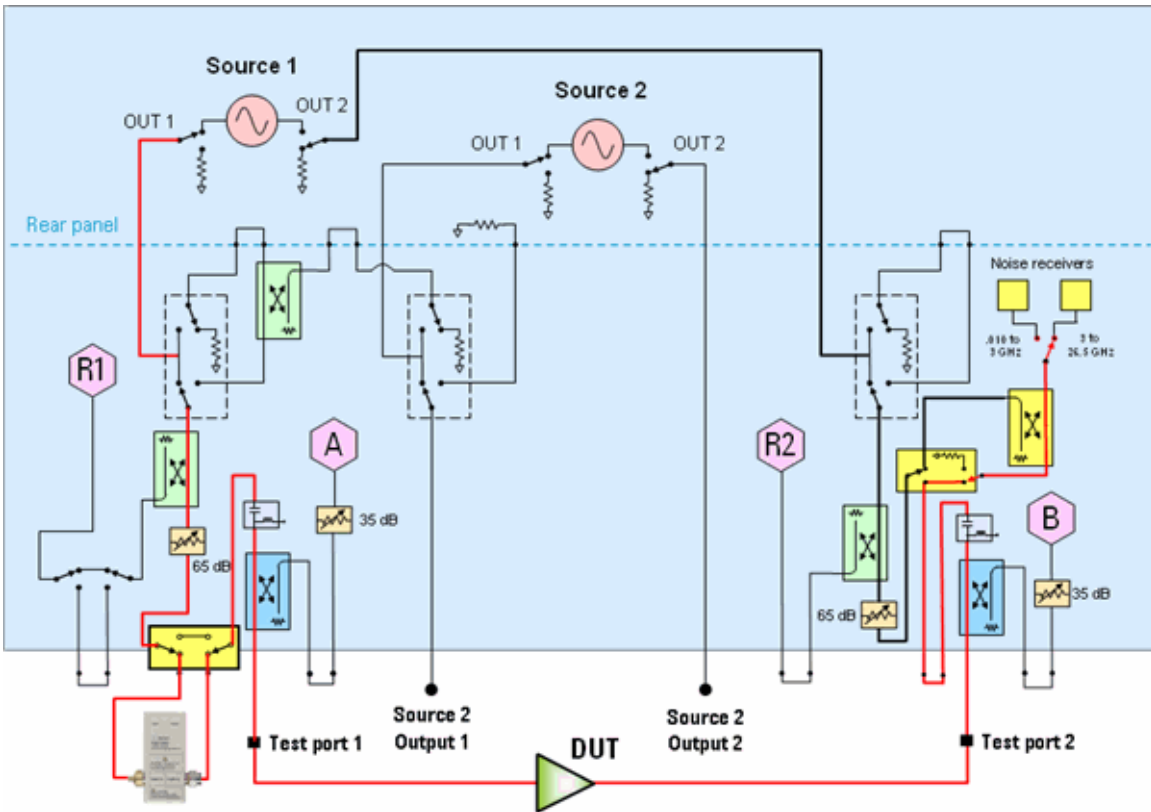 Source 1
OUT 1
OUT 2
Source 2
OUT 1
OUT 2
Rear panel
Noise receivers
.010 to
3 GHz
3 to
26.5 GHz
R1
A
35 dB
65 dB
R2
65 dB
B
35 dB
Source 2
Output 1
Source 2
Output 2
Test port 1
DUT
Test port 2